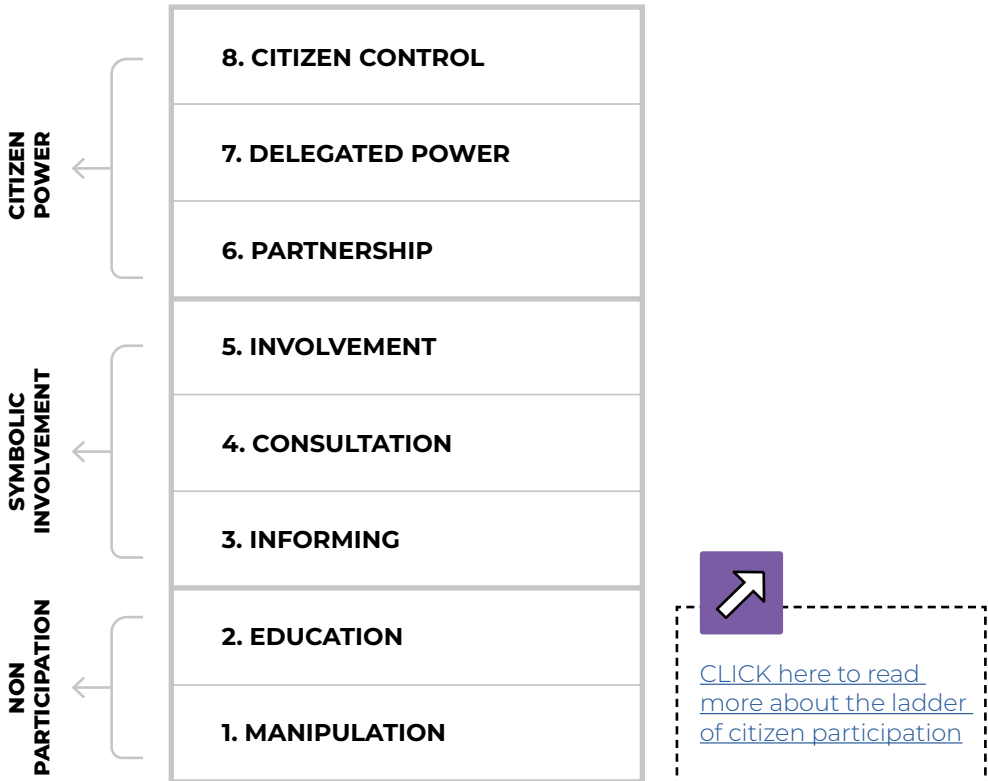 CITIZEN
POWER
8. CITIZEN CONTROL
7. DELEGATED POWER
6. PARTNERSHIP
SYMBOLIC
INVOLVEMENT
5. INVOLVEMENT
4. CONSULTATION
3. INFORMING
NON
PARTICIPATION
2. EDUCATION
1. MANIPULATION
CLICK here to read
more about the ladder
of citizen participation